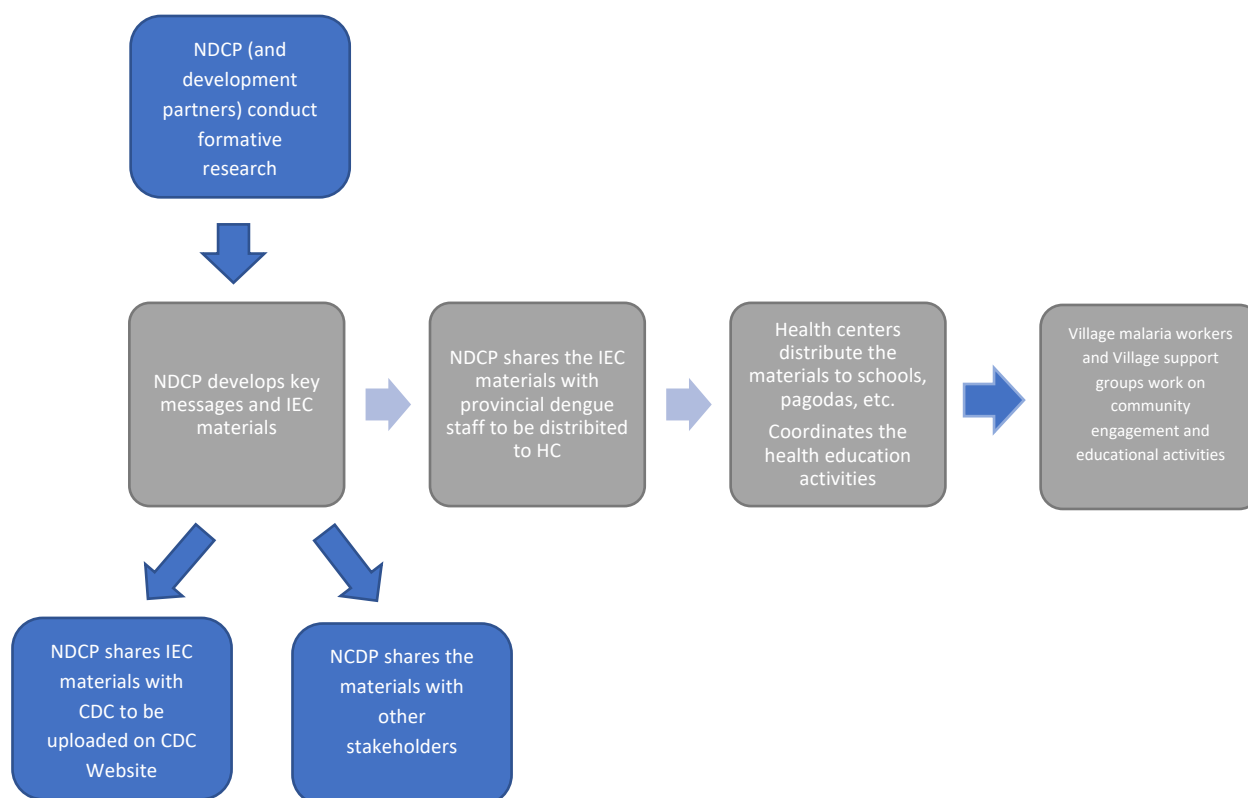 NDCP (and
development
partners) conduct
formative
research
NDCP develops key
messages and IEC
materials
NDCP shares the IEC
materials with
provincial dengue
staff to be distribited
to HC
Health centers
distribute the
materials to schools,
pagodas, etc.
Coordinates the
health education
activities
Village malaria workers
and Village support
groups work on
community
engagement and
educational activities
NDCP shares IEC
materials with
CDC to be
uploaded on CDC
Website
NCDP shares the
materials with
other
stakeholders